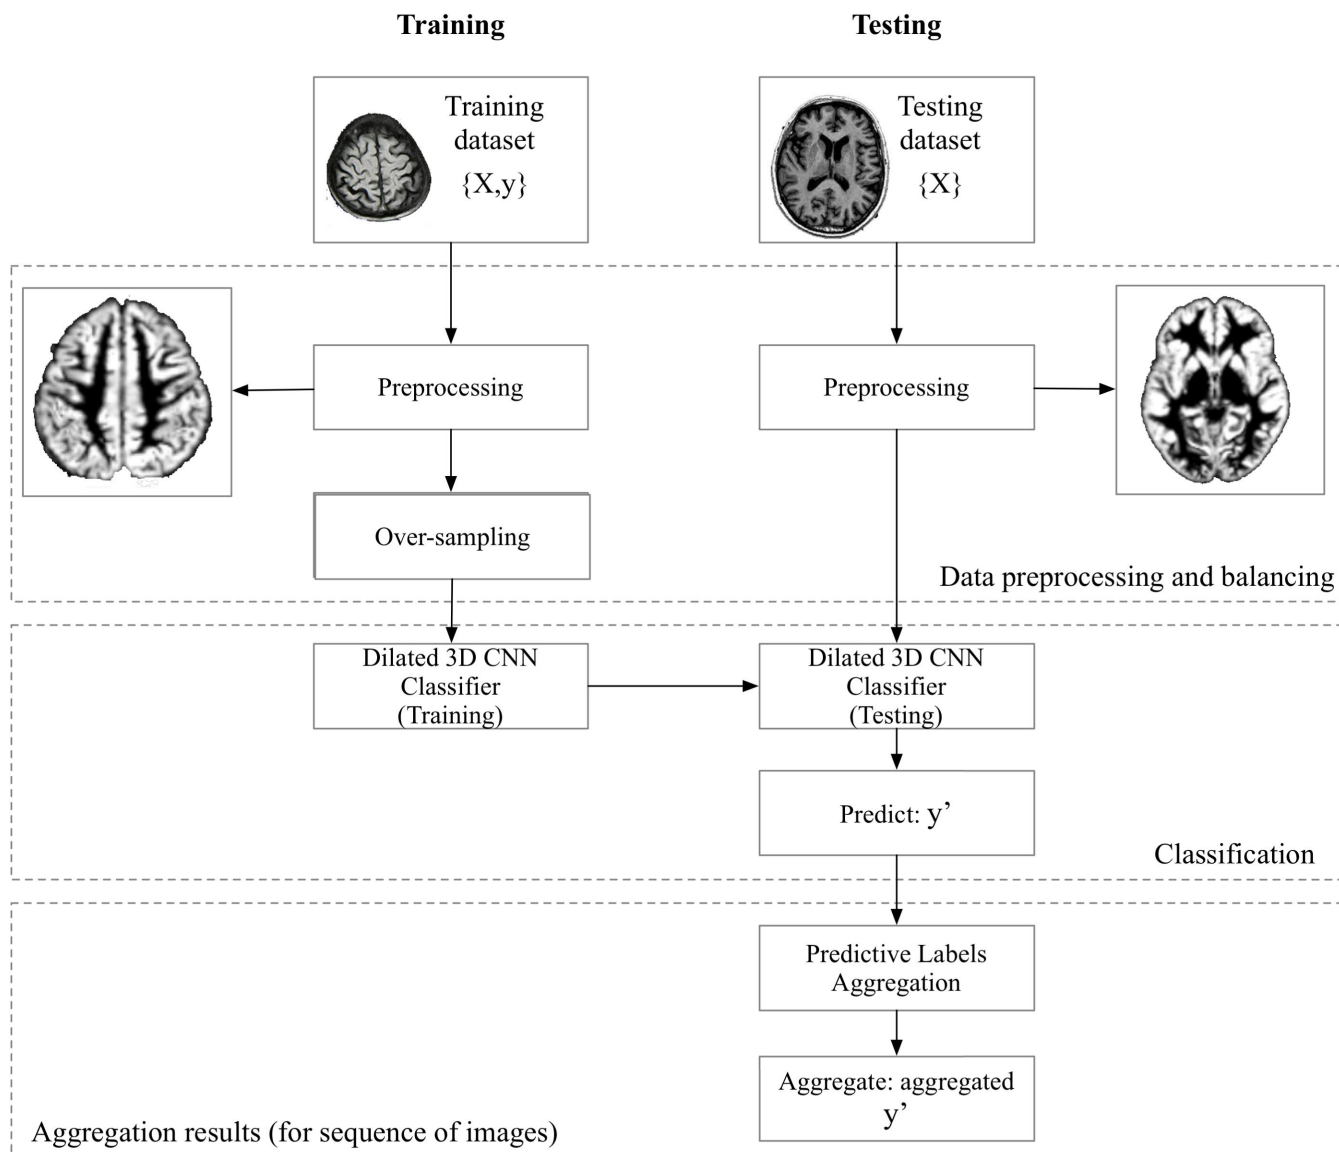 Training
Testing
Training
dataset
{X,y}
Testing
dataset
{X}
Preprocessing
Preprocessing
Over-sampling
Data preprocessing and balancing
Dilated 3D CNN
Classifier
(Training)
Dilated 3D CNN
Classifier
(Testing)
Predict: y’
Classification
Predictive Labels
Aggregation
Aggregate: aggregated
y’
Aggregation results (for sequence of images)